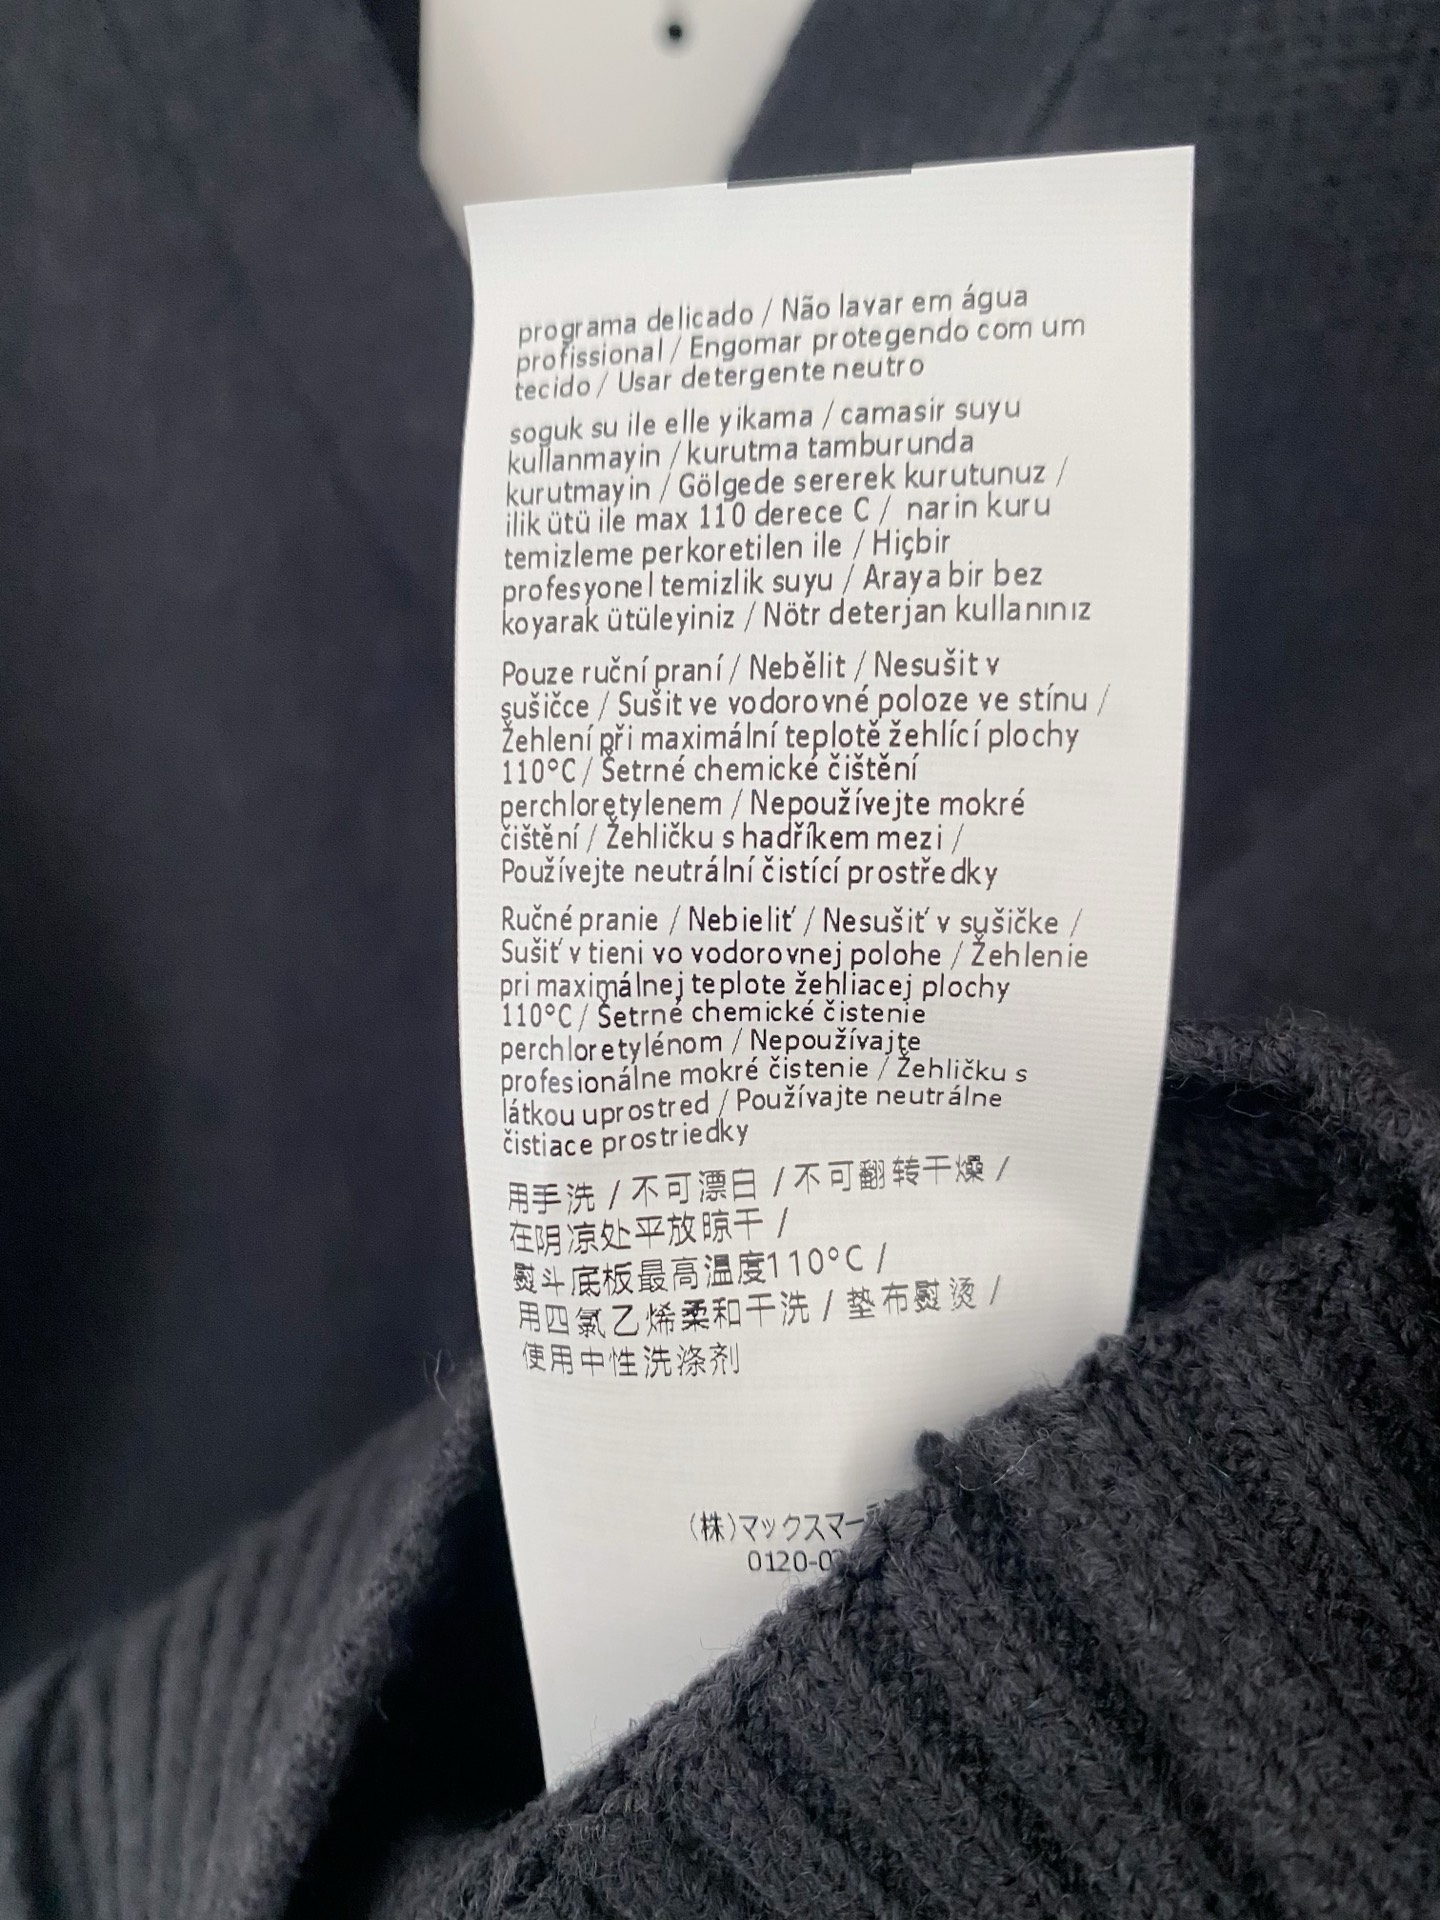 programa delicado / Não lavar em água
profissional / Engomar protegendo com um
tecido / Usar detergente neutro
soguk su ile elle yikama / camasir suyu
kullanmayin / kurutma tamburunda
kurutmayin / Gölgede sererek kurutunuz /
ilik ütü ile max 110 derece C / narin kuru
temizleme perkoretilen ile / Hiçbir
profesyonel temizlik suyu / Araya bir bez
koyarak ütüleyiniz / Nötr deterjan kullanınız
Pouze ruční praní / Nebělit / Nesušit v
sušičce / Sušit ve vodorovné poloze ve stínu /
Žehlení při maximální teplotě žehlící plochy
110°C / Šetrné chemické čištění
perchloretylenem / Nepoužívejte mokré
čištění / Žehličku s hadříkem mezi /
Používejte neutrální čistící prostředky
Ručné pranie / Nebieliť / Nesušiť v sušičke /
Sušiť v tieni vo vodorovnej polohe / Žehlenie
pri maximálnej teplote žehliacej plochy
110°C / Šetrné chemické čistenie
perchloretylénom / Nepoužívajte
profesionálne mokré čistenie / Žehličku s
látkou uprostred / Používajte neutrálne
čistiace prostriedky
用手洗 / 不可漂白 / 不可翻转干燥 /
在阴凉处平放晾干 /
熨斗底板最高温度110°C /
用四氯乙烯柔和干洗 / 垫布熨烫 /
使用中性洗涤剂
(株)マックスマー
0120-0